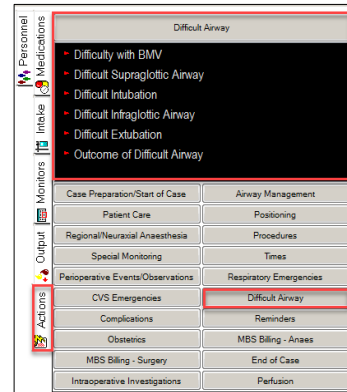 Personnel
Medications
Intake
Monitors
Output
Actions
Difficult Airway
Difficulty with BMV
Difficult Supraglottic Airway
Difficult Intubation
Difficult Infraglottic Airway
Difficult Extubation
Outcome of Difficult Airway
Case Preparation/Start of Case Airway Management
Patient Care Positioning
Regional/Neuraxial Anaesthesia Procedures
Special Monitoring Times
Perioperative Events/Observations Respiratory Emergencies
CVS Emergencies Difficult Airway
Complications Reminders
Obstetrics MBS Billing - Anaes
MBS Billing - Surgery End of Case
Intraoperative Investigations Perfusion